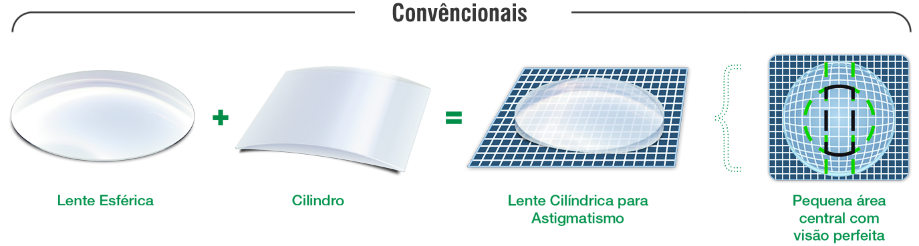 Convêncionais
+
=
Lente Esférica
Cilindro
Lente Cilíndrica para
Astigmatismo
Pequena área
central com
visão perfeita